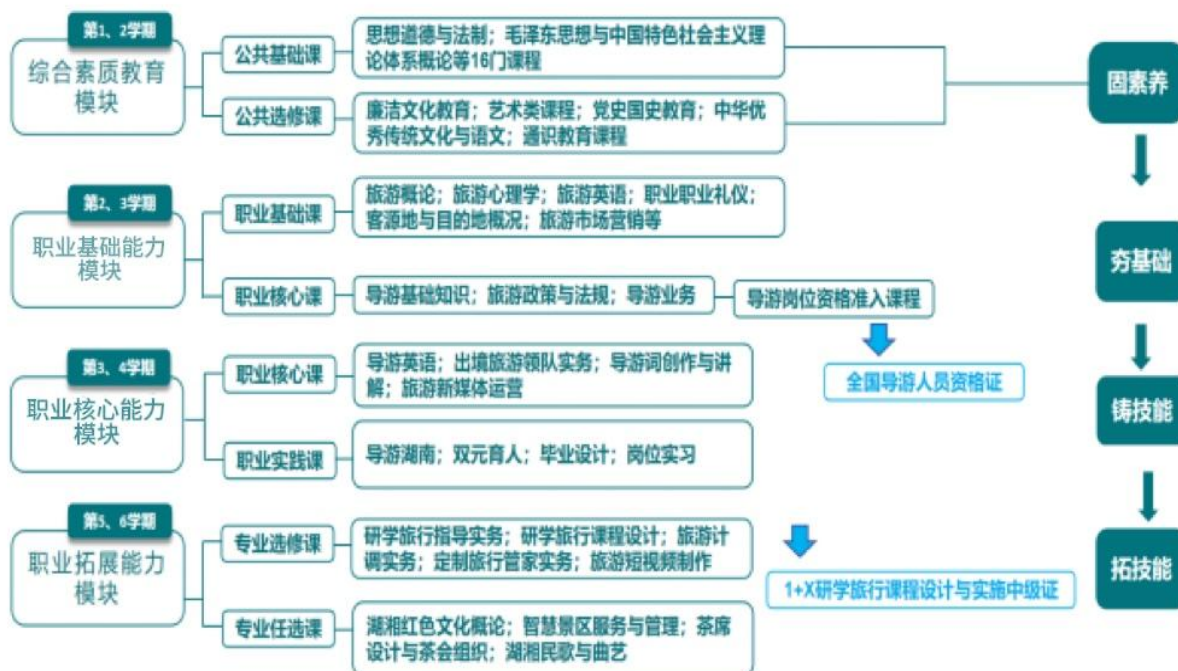 第1、2学期
综合素质教育
模块
公共基础课
思想道德与法制；毛泽东思想与中国特色社会主义理
论体系概论等16门课程
公共选修课
廉洁文化教育；艺术类课程；党史国史教育；中华优
秀传统文化与语文；通识教育课程
固素养
第2、3学期
职业基础能力
模块
职业基础课
旅游概论；旅游心理学；旅游英语；职业职业礼仪；
客源地与目的地概况；旅游市场营销等
职业核心课
导游基础知识；旅游政策与法规；导游业务
导游岗位资格准入课程
夯基础
全国导游人员资格证
第3、4学期
职业核心能力
模块
职业核心课
导游英语；出境旅游领队实务；导游词创作与讲
解；旅游新媒体运营
职业实践课
导游湖南；双元育人；毕业设计；岗位实习
铸技能
第5、6学期
职业拓展能力
模块
专业选修课
研学旅行指导实务；研学旅行课程设计；旅游计
调实务；定制旅行管家实务；旅游短视频制作
1+X研学旅行课程设计与实施中级证
专业任选课
湖湘红色文化概论；智慧景区服务与管理；茶席
设计与茶会组织；湖湘民歌与曲艺
拓技能